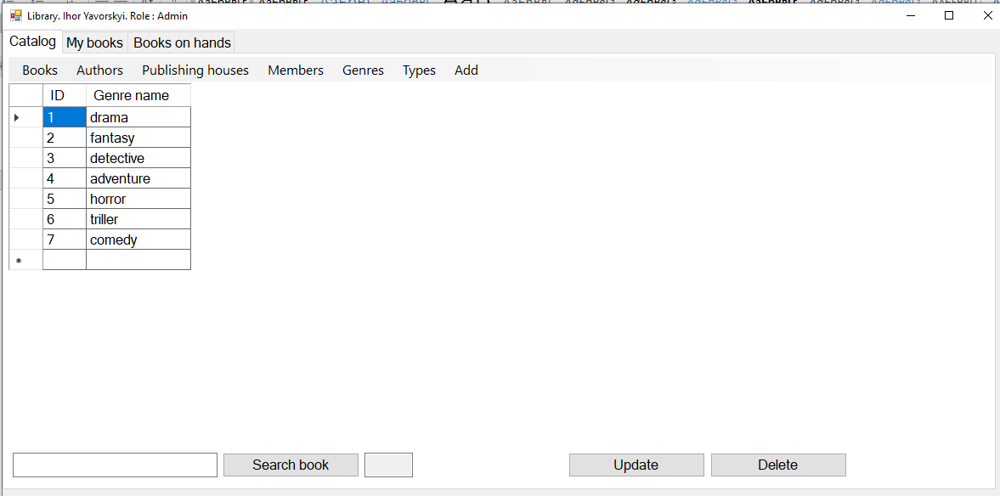 Library. Ihor Yavorskyi. Role : Admin
Catalog My books Books on hands
Books Authors Publishing houses Members Genres Types Add
ID Genre name
1 drama
2 fantasy
3 detective
4 adventure
5 horror
6 triller
7 comedy
Search book Update Delete